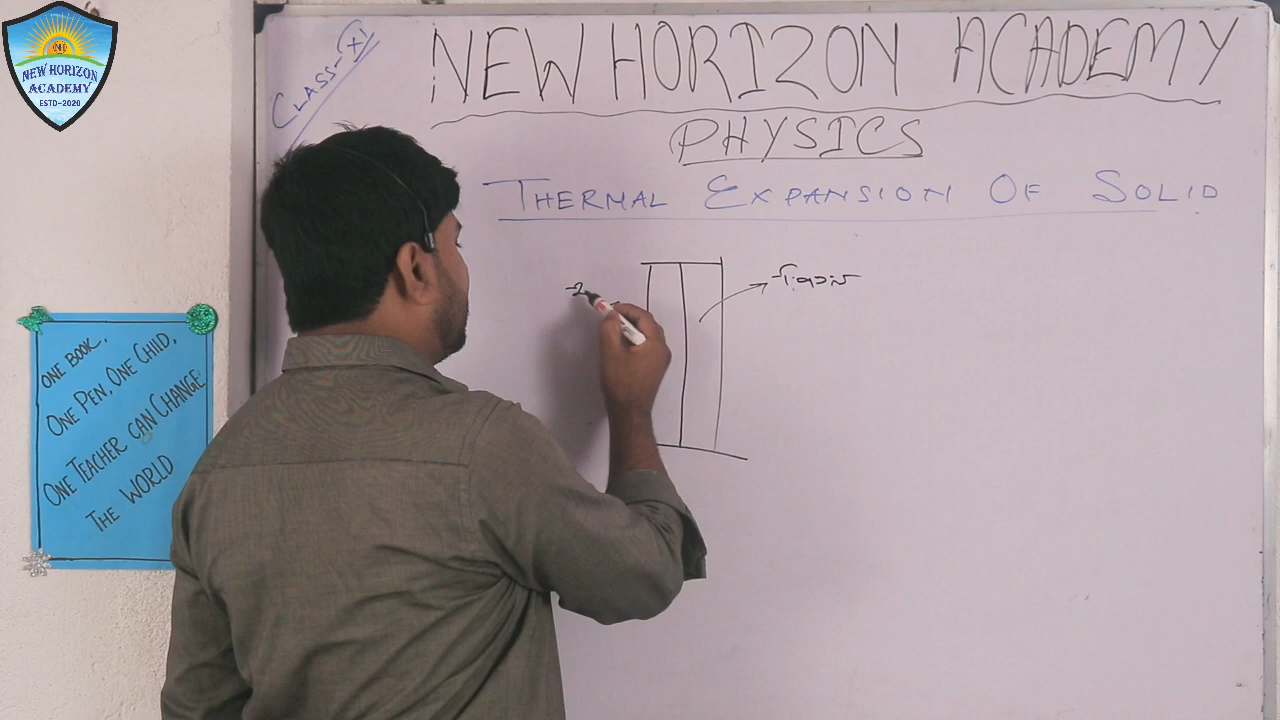 NEW HORIZON
ACADEMY
ESTD-2020
CLASS-XI
NEW HORIZON ACADEMY
PHYSICS
THERMAL EXPANSION OF SOLID
ONE BOOK,
ONE PEN, ONE CHILD,
ONE TEACHER CAN CHANGE
THE WORLD